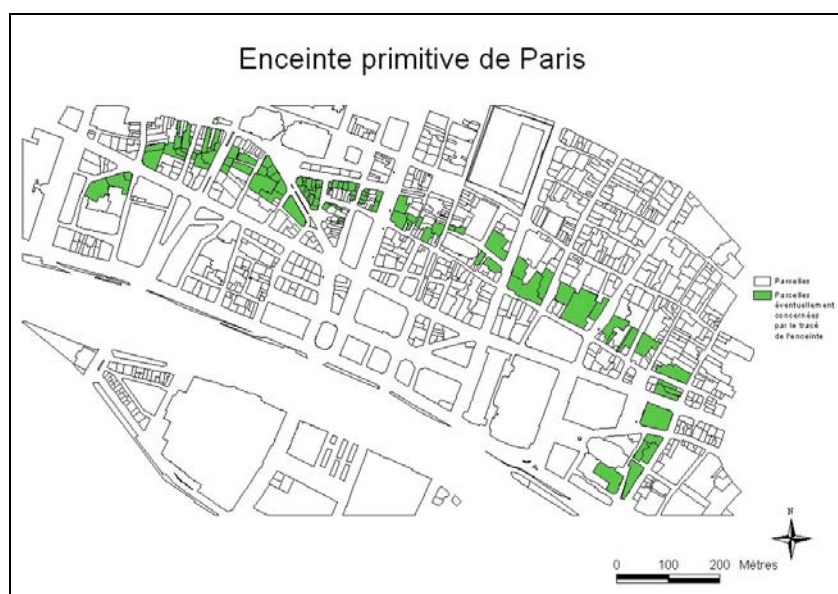 Enceinte primitive de Paris
Parcelles
Parcelles
éventuellement
concernées
par le tracé
de l'enceinte
N
0 100 200 Mètres